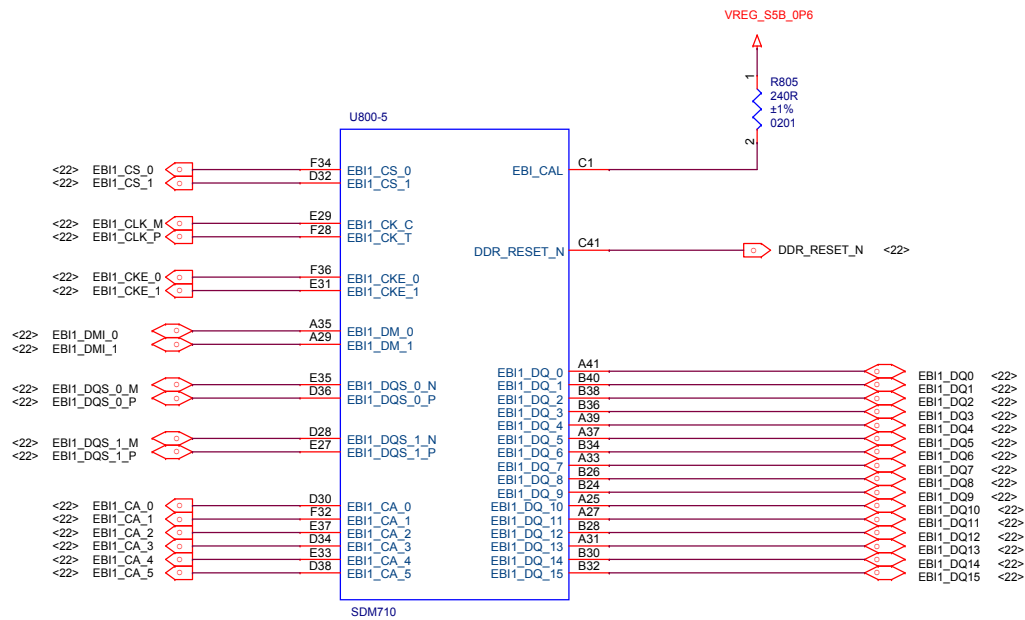 VREG_S5B_0P6
1
R805
240R
±1%
0201
2
U800-5
<22> EBI1_CS_0 F34 EBI1_CS_0
<22> EBI1_CS_1 D32 EBI1_CS_1
EBI_CAL C1
<22> EBI1_CLK_M E29 EBI1_CK_C
<22> EBI1_CLK_P F28 EBI1_CK_T
DDR_RESET_N C41 DDR_RESET_N <22>
<22> EBI1_CKE_0 F36 EBI1_CKE_0
<22> EBI1_CKE_1 E31 EBI1_CKE_1
<22> EBI1_DMI_0 A35 EBI1_DM_0
<22> EBI1_DMI_1 A29 EBI1_DM_1
<22> EBI1_DQS_0_M E35 EBI1_DQS_0_N
<22> EBI1_DQS_0_P D36 EBI1_DQS_0_P
<22> EBI1_DQS_1_M D28 EBI1_DQS_1_N
<22> EBI1_DQS_1_P E27 EBI1_DQS_1_P
<22> EBI1_CA_0 D30 EBI1_CA_0
<22> EBI1_CA_1 F32 EBI1_CA_1
<22> EBI1_CA_2 E37 EBI1_CA_2
<22> EBI1_CA_3 D34 EBI1_CA_3
<22> EBI1_CA_4 E33 EBI1_CA_4
<22> EBI1_CA_5 D38 EBI1_CA_5
EBI1_DQ_0 A41 EBI1_DQ0 <22>
EBI1_DQ_1 B40 EBI1_DQ1 <22>
EBI1_DQ_2 B38 EBI1_DQ2 <22>
EBI1_DQ_3 B36 EBI1_DQ3 <22>
EBI1_DQ_4 A39 EBI1_DQ4 <22>
EBI1_DQ_5 A37 EBI1_DQ5 <22>
EBI1_DQ_6 B34 EBI1_DQ6 <22>
EBI1_DQ_7 A33 EBI1_DQ7 <22>
EBI1_DQ_8 B26 EBI1_DQ8 <22>
EBI1_DQ_9 B24 EBI1_DQ9 <22>
EBI1_DQ_10 A25 EBI1_DQ10 <22>
EBI1_DQ_11 A27 EBI1_DQ11 <22>
EBI1_DQ_12 B28 EBI1_DQ12 <22>
EBI1_DQ_13 A31 EBI1_DQ13 <22>
EBI1_DQ_14 B30 EBI1_DQ14 <22>
EBI1_DQ_15 B32 EBI1_DQ15 <22>
SDM710